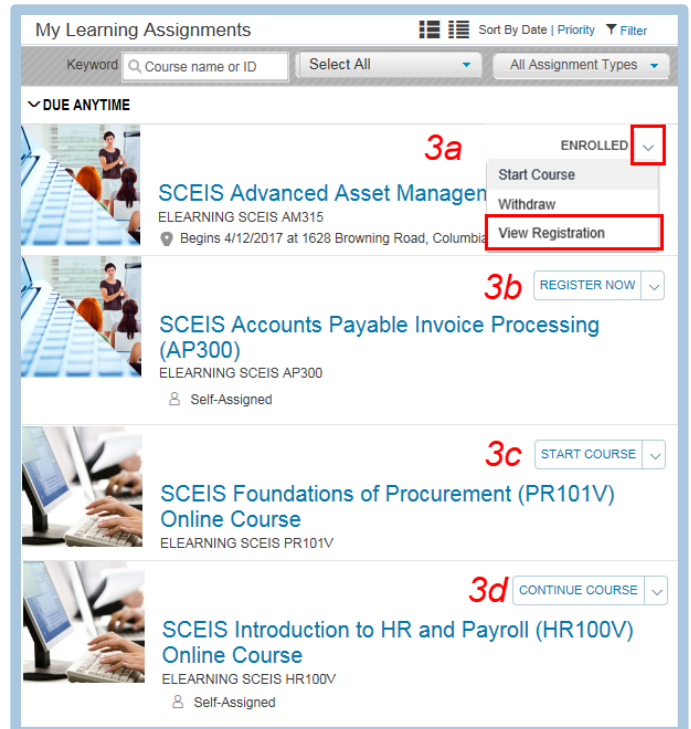 My Learning Assignments Sort By Date | Priority Filter
Keyword Course name or ID Select All All Assignment Types
DUE ANYTIME
3a ENROLLED
Start Course
SCEIS Advanced Asset Managem
Withdraw
ELEARNING SCEIS AM315
View Registration
Begins 4/12/2017 at 1628 Browning Road, Columbia
3b REGISTER NOW
SCEIS Accounts Payable Invoice Processing
(AP300)
ELEARNING SCEIS AP300
Self-Assigned
3c START COURSE
SCEIS Foundations of Procurement (PR101V)
Online Course
ELEARNING SCEIS PR101V
3d CONTINUE COURSE
SCEIS Introduction to HR and Payroll (HR100V)
Online Course
ELEARNING SCEIS HR100V
Self-Assigned